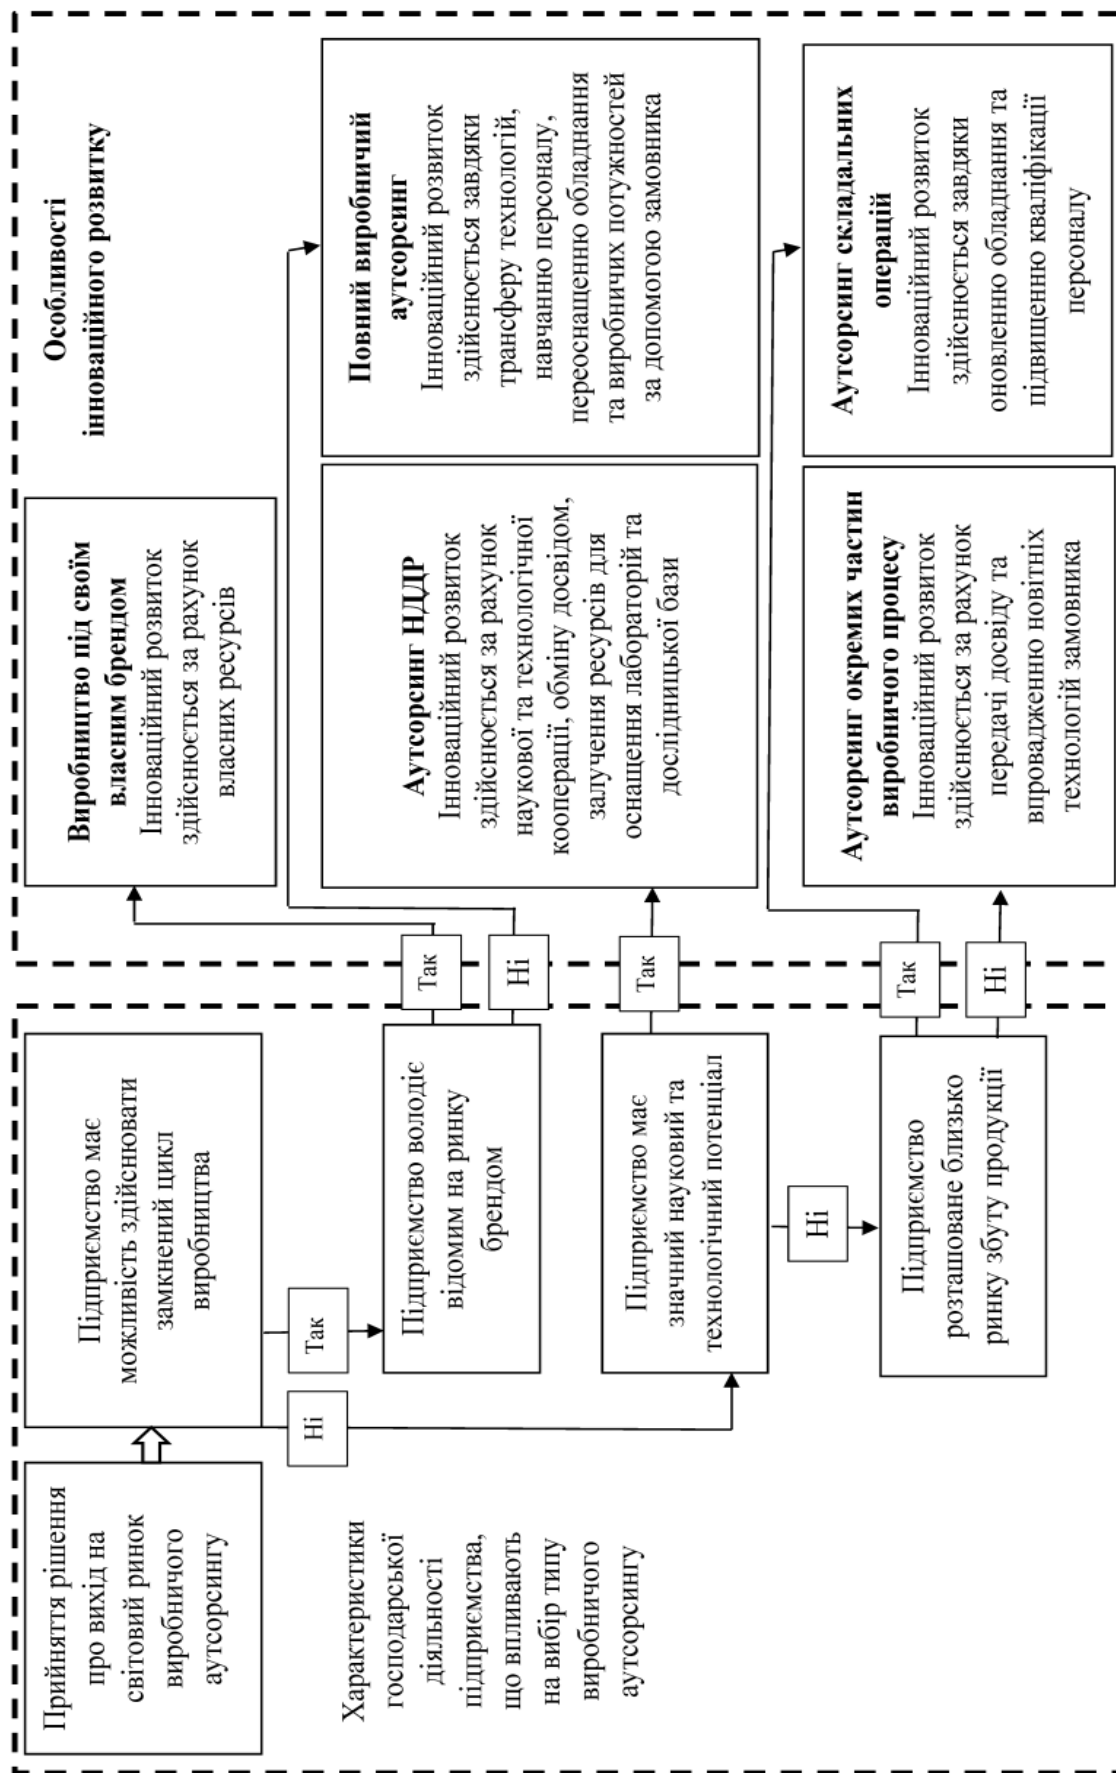 Прийняття рішення
про вихід на
світовий ринок
виробничого
аутсорсингу
Підприємство має
можливість здійснювати
замкнений цикл
виробництва
Ні
Так
Характеристики
господарської
діяльності
підприємства,
що впливають
на вибір типу
виробничого
аутсорсингу
Підприємство володіє
відомим на ринку
брендом
Так
Ні
Підприємство має
значний науковий та
технологічний потенціал
Так
Ні
Підприємство
розташоване близько
ринку збуту продукції
Так
Ні
Особливості
інноваційного розвитку
Виробництво під своїм
власним брендом
Інноваційний розвиток
здійснюється за рахунок
власних ресурсів
Аутсорсинг НДДР
Інноваційний розвиток
здійснюється за рахунок
наукової та технологічної
кооперації, обміну досвідом,
залучення ресурсів для
оснащення лабораторій та
дослідницької бази
Повний виробничий
аутсорсинг
Інноваційний розвиток
здійснюється завдяки
трансферу технологій,
навчанню персоналу,
переоснащенню обладнання
та виробничих потужностей
за допомогою замовника
Аутсорсинг окремих частин
виробничого процесу
Інноваційний розвиток
здійснюється за рахунок
передачі досвіду та
впровадженню новітніх
технологій замовника
Аутсорсинг складальних
операцій
Інноваційний розвиток
здійснюється завдяки
оновленню обладнання та
підвищенню кваліфікації
персоналу